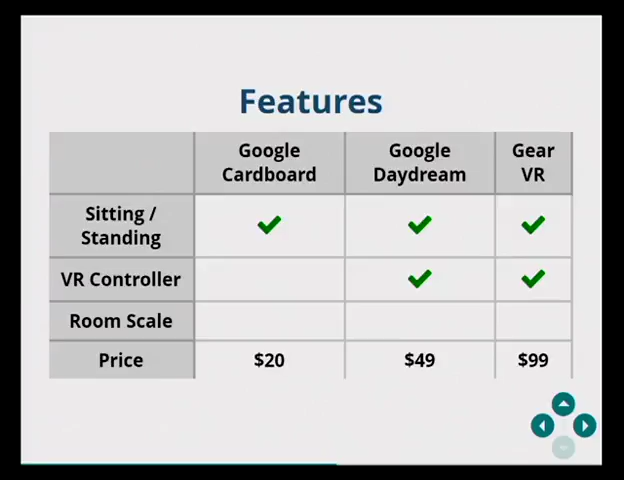 Features
Google Cardboard
Google Daydream
Gear VR
Sitting / Standing
VR Controller
Room Scale
Price $20 $49 $99